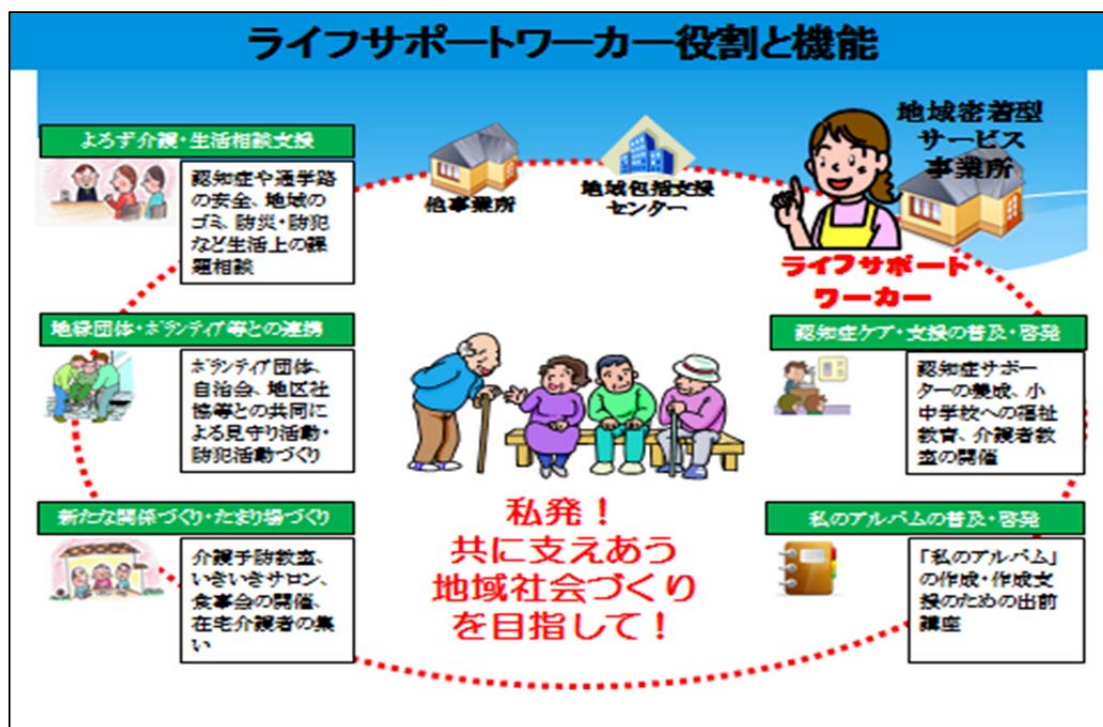 ライフサポートワーカー役割と機能
よろず介護・生活相談支援
認知症や通学路
の安全、地域の
ゴミ、防災・防犯
など生活上の課
題相談
他事業所
地域包括支援
センター
地域密着型
サービス
事業所
ライフサポート
ワーカー
地縁団体・ボランティア等との連携
ボランティア団体、
自治会、地区社
協等との共同に
よる見守り活動・
防犯活動づくり
認知症ケア・支援の普及・啓発
認知症サポー
ターの養成、小
中学校への福祉
教育、介護者教
室の開催
新たな関係づくり・たまり場づくり
介護予防教室、
いきいきサロン、
食事会の開催、
在宅介護者の集
い
私発！
共に支えあう
地域社会づくり
を目指して！
私のアルバムの普及・啓発
「私のアルバム」
の作成・作成支
援のための出前
講座